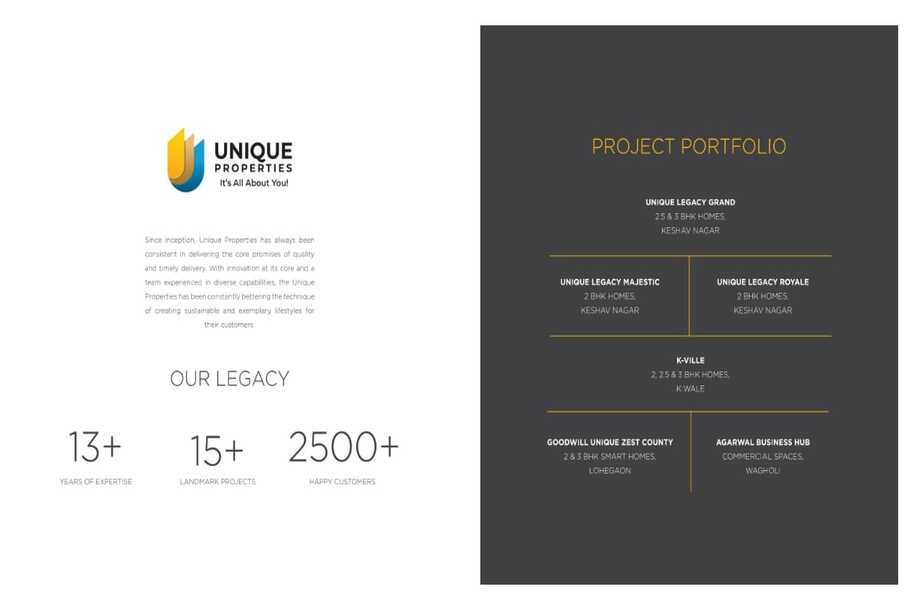 UNIQUE
PROPERTIES
It's All About You!
Since inception, Unique Properties has always been
consistent in delivering the core promises of quality
and timely delivery. With innovation at its core and a
team experienced in diverse capabilities, the Unique
Properties has been constantly bettering the technique
of creating sustainable and exemplary lifestyles for
their customers
OUR LEGACY
13+
YEARS OF EXPERTISE
15+
LANDMARK PROJECTS
2500+
HAPPY CUSTOMERS
PROJECT PORTFOLIO
UNIQUE LEGACY GRAND
2.5 & 3 BHK HOMES,
KESHAV NAGAR
UNIQUE LEGACY MAJESTIC
2 BHK HOMES,
KESHAV NAGAR
UNIQUE LEGACY ROYALE
2 BHK HOMES,
KESHAV NAGAR
K-VILLE
2, 2.5 & 3 BHK HOMES,
KIWALE
GOODWILL UNIQUE ZEST COUNTY
2 & 3 BHK SMART HOMES,
LOHEGAON
AGARWAL BUSINESS HUB
COMMERCIAL SPACES,
WAGHOLI